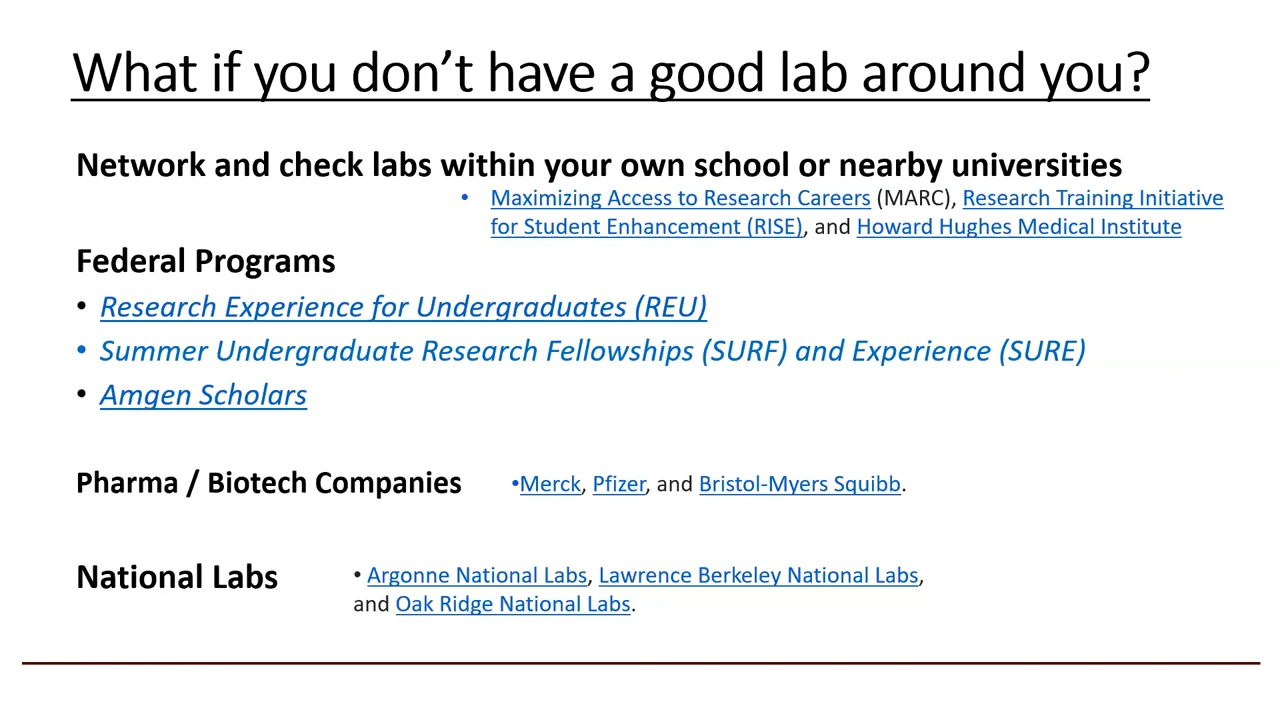 What if you don’t have a good lab around you?
Network and check labs within your own school or nearby universities
• Maximizing Access to Research Careers (MARC), Research Training Initiative
for Student Enhancement (RISE), and Howard Hughes Medical Institute
Federal Programs
• Research Experience for Undergraduates (REU)
• Summer Undergraduate Research Fellowships (SURF) and Experience (SURE)
• Amgen Scholars
Pharma / Biotech Companies •Merck, Pfizer, and Bristol-Myers Squibb.
National Labs • Argonne National Labs, Lawrence Berkeley National Labs,
and Oak Ridge National Labs.